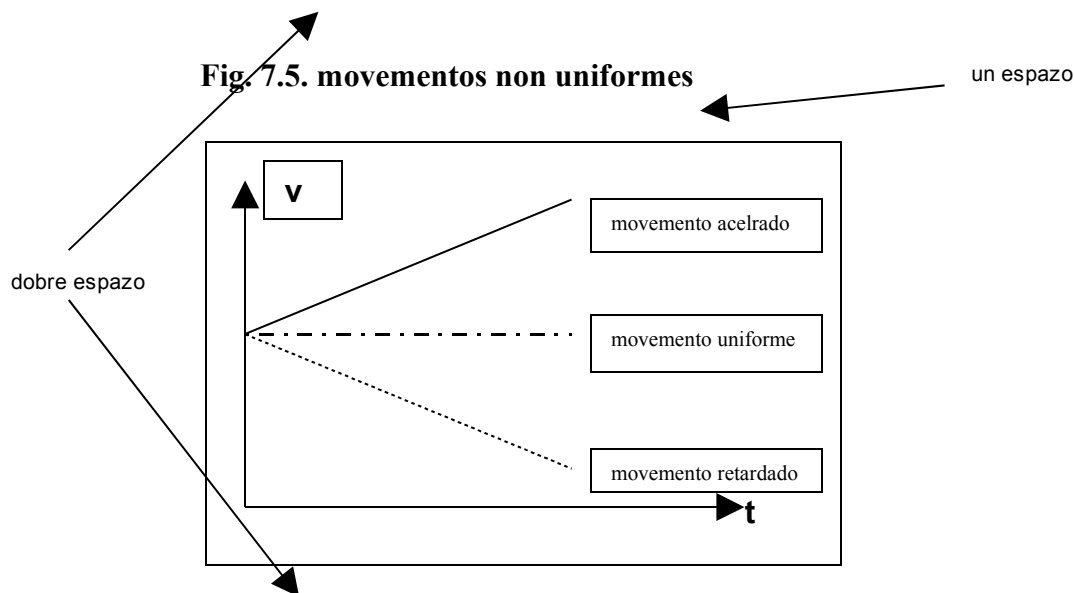 Fig. 7.5. movementos non uniformes
un espazo
v
movemento acelrado
dobre espazo
movemento uniforme
movemento retardado
t